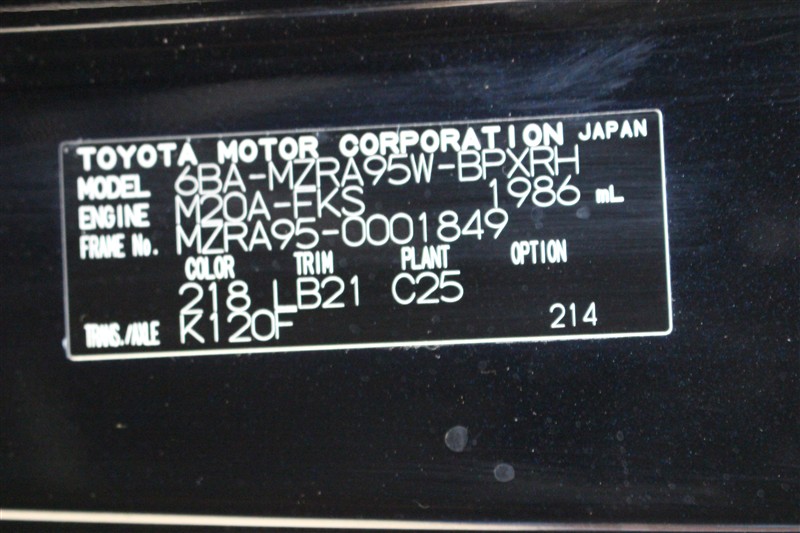 TOYOTA MOTOR CORPORATION JAPAN
MODEL 6BA-MZRA95W-BPXRH
ENGINE M20A-FKS 1986 mL
FRAME No. MZRA95-0001849
COLOR TRIM PLANT OPTION
218 LB21 C25
TRANS./AXLE K120F 214